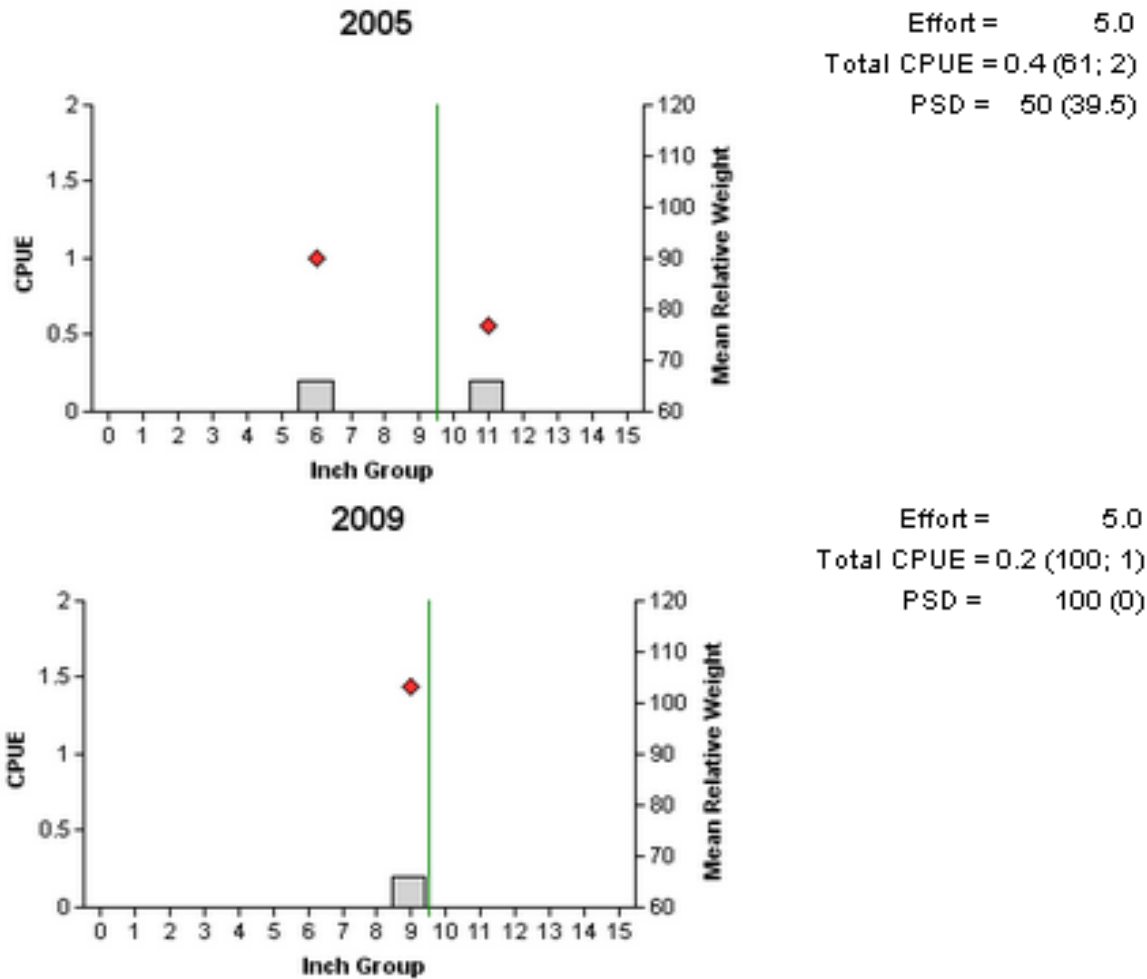 2005
Effort = 5.0
Total CPUE = 0.4 (61; 2)
PSD = 50 (39.5)
2
1.5
1
0.5
0
CPUE
120
110
100
90
80
70
60
Mean Relative Weight
0 1 2 3 4 5 6 7 8 9 10 11 12 13 14 15
Inch Group
2009
Effort = 5.0
Total CPUE = 0.2 (100; 1)
PSD = 100 (0)
2
1.5
1
0.5
0
CPUE
120
110
100
90
80
70
60
Mean Relative Weight
0 1 2 3 4 5 6 7 8 9 10 11 12 13 14 15
Inch Group